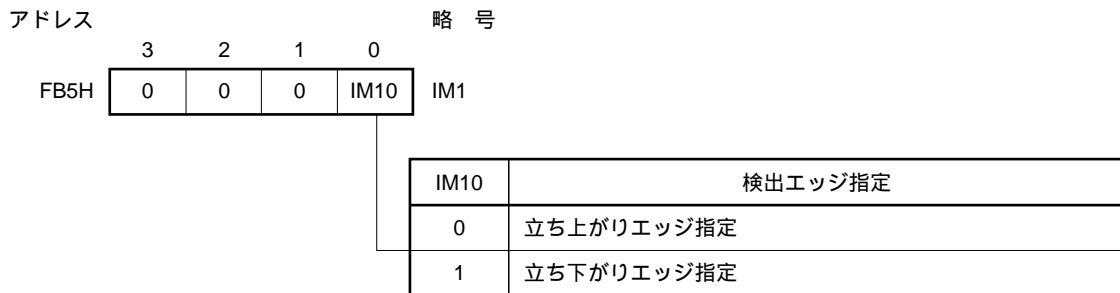 アドレス 略 号
3 2 1 0
FB5H 0 0 0 IM10 IM1
IM10 検出エッジ指定
0 立ち上がりエッジ指定
1 立ち下がりエッジ指定